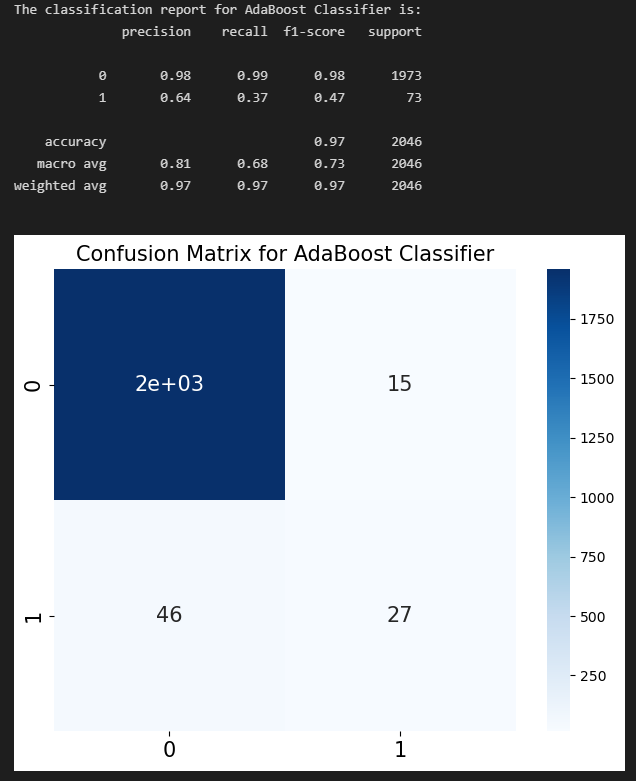 The classification report for AdaBoost Classifier is:
precision recall f1-score support
0 0.98 0.99 0.98 1973
1 0.64 0.37 0.47 73
accuracy 0.97 2046
macro avg 0.81 0.68 0.73 2046
weighted avg 0.97 0.97 0.97 2046
Confusion Matrix for AdaBoost Classifier
0
2e+03
15
1
46
27
0
1
1750
1500
1250
1000
750
500
250